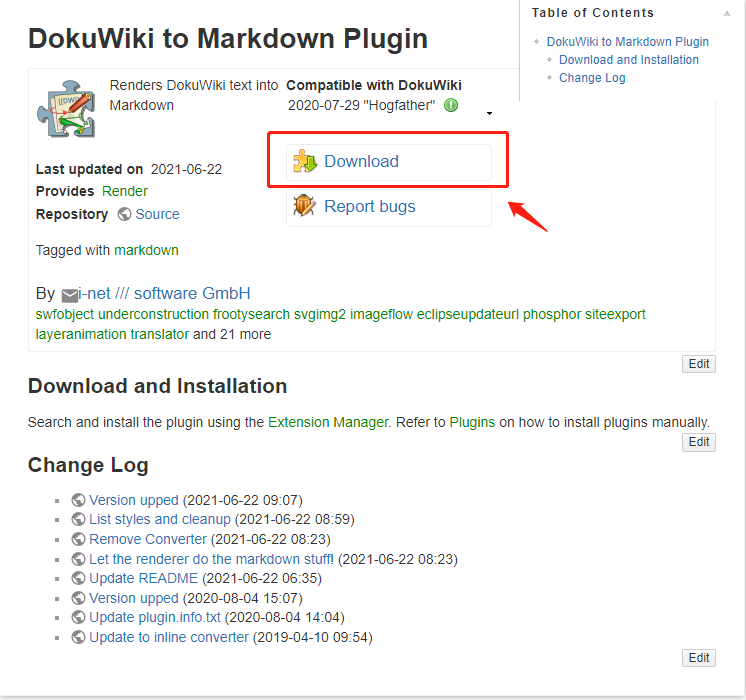 Table of Contents
DokuWiki to Markdown Plugin
Download and Installation
Change Log
DokuWiki to Markdown Plugin
Renders DokuWiki text into
Markdown
Compatible with DokuWiki
2020-07-29 "Hogfather"
Last updated on 2021-06-22
Provides Render
Repository Source
Download
Report bugs
Tagged with markdown
By i-net /// software GmbH
swfobject underconstruction frootysearch svgimg2 imageflow eclipseupdateurl phosphor siteexport
layeranimation translator and 21 more
Edit
Download and Installation
Search and install the plugin using the Extension Manager. Refer to Plugins on how to install plugins manually.
Edit
Change Log
Version upped (2021-06-22 09:07)
List styles and cleanup (2021-06-22 08:59)
Remove Converter (2021-06-22 08:23)
Let the renderer do the markdown stuff! (2021-06-22 08:23)
Update README (2021-06-22 06:35)
Version upped (2020-08-04 15:07)
Update plugin.info.txt (2020-08-04 14:04)
Update to inline converter (2019-04-10 09:54)
Edit